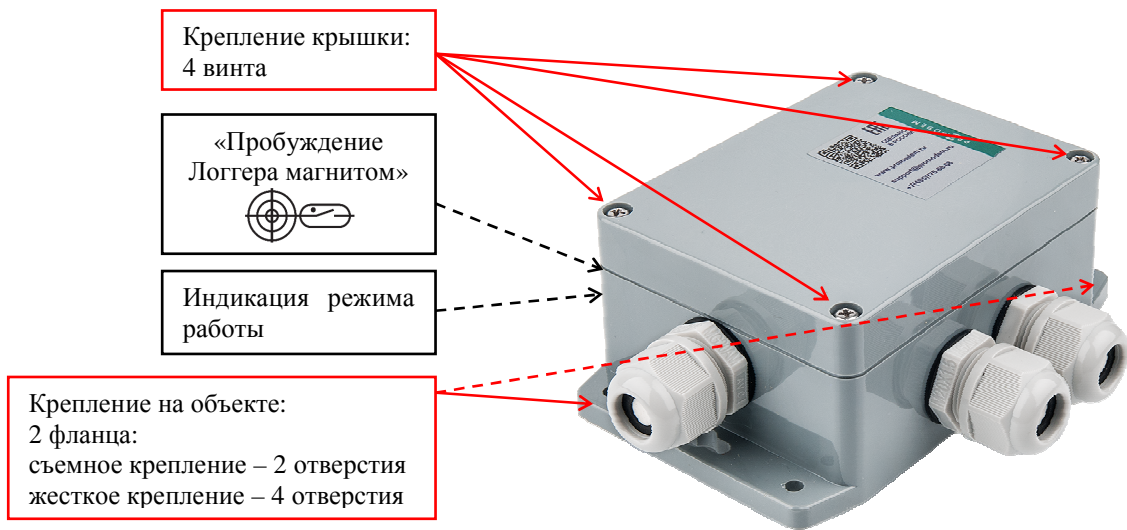 Крепление крышки:
4 винта
«Пробуждение
Логгера магнитом»
Индикация режима
работы
Крепление на объекте:
2 фланца:
съемное крепление – 2 отверстия
жесткое крепление – 4 отверстия
EAC